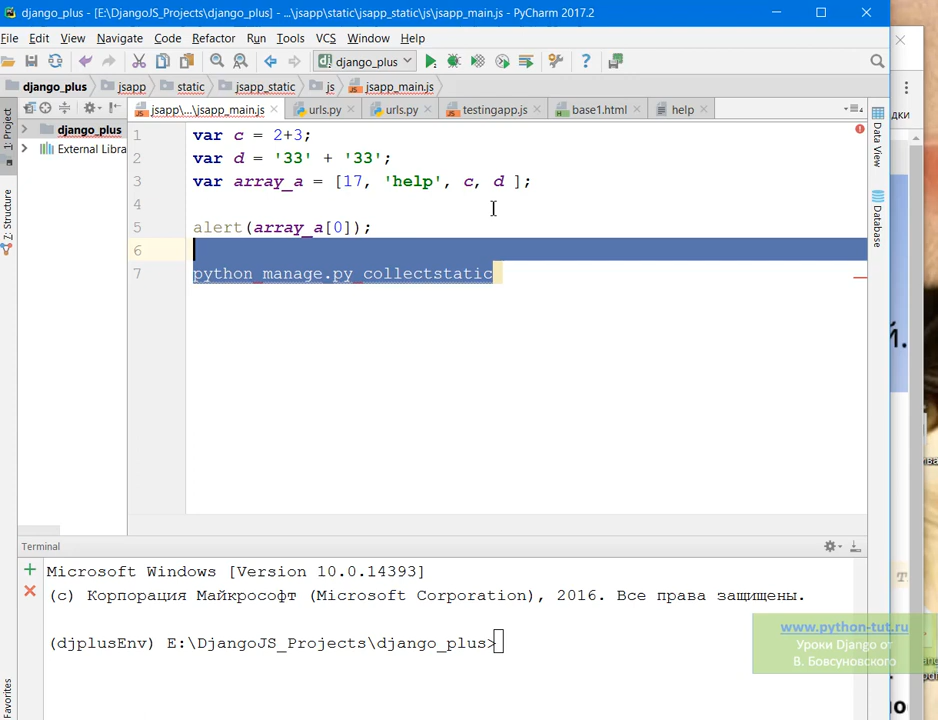 django_plus - [E:\DjangoJS_Projects\django_plus] - ...\jsapp\static\jsapp_static\js\jsapp_main.js - PyCharm 2017.2
File Edit View Navigate Code Refactor Run Tools VCS Window Help
django_plus
django_plus jsapp static jsapp_static js jsapp_main.js
jsapp\...\jsapp_main.js urls.py urls.py testingapp.js base1.html help
1: Project
django_plus
External Libra
Z: Structure
Favorites
1 var c = 2+3;
2 var d = '33' + '33';
3 var array_a = [17, 'help', c, d ];
4
5 alert(array_a[0]);
6
7 python manage.py collectstatic
Data View
Database
дки
й.
Terminal
Microsoft Windows [Version 10.0.14393]
(c) Корпорация Майкрософт (Microsoft Corporation), 2016. Все права защищены.
(djplusEnv) E:\DjangoJS_Projects\django_plus>
www.python-tut.ru
Уроки Django от
В. Бовсуновского